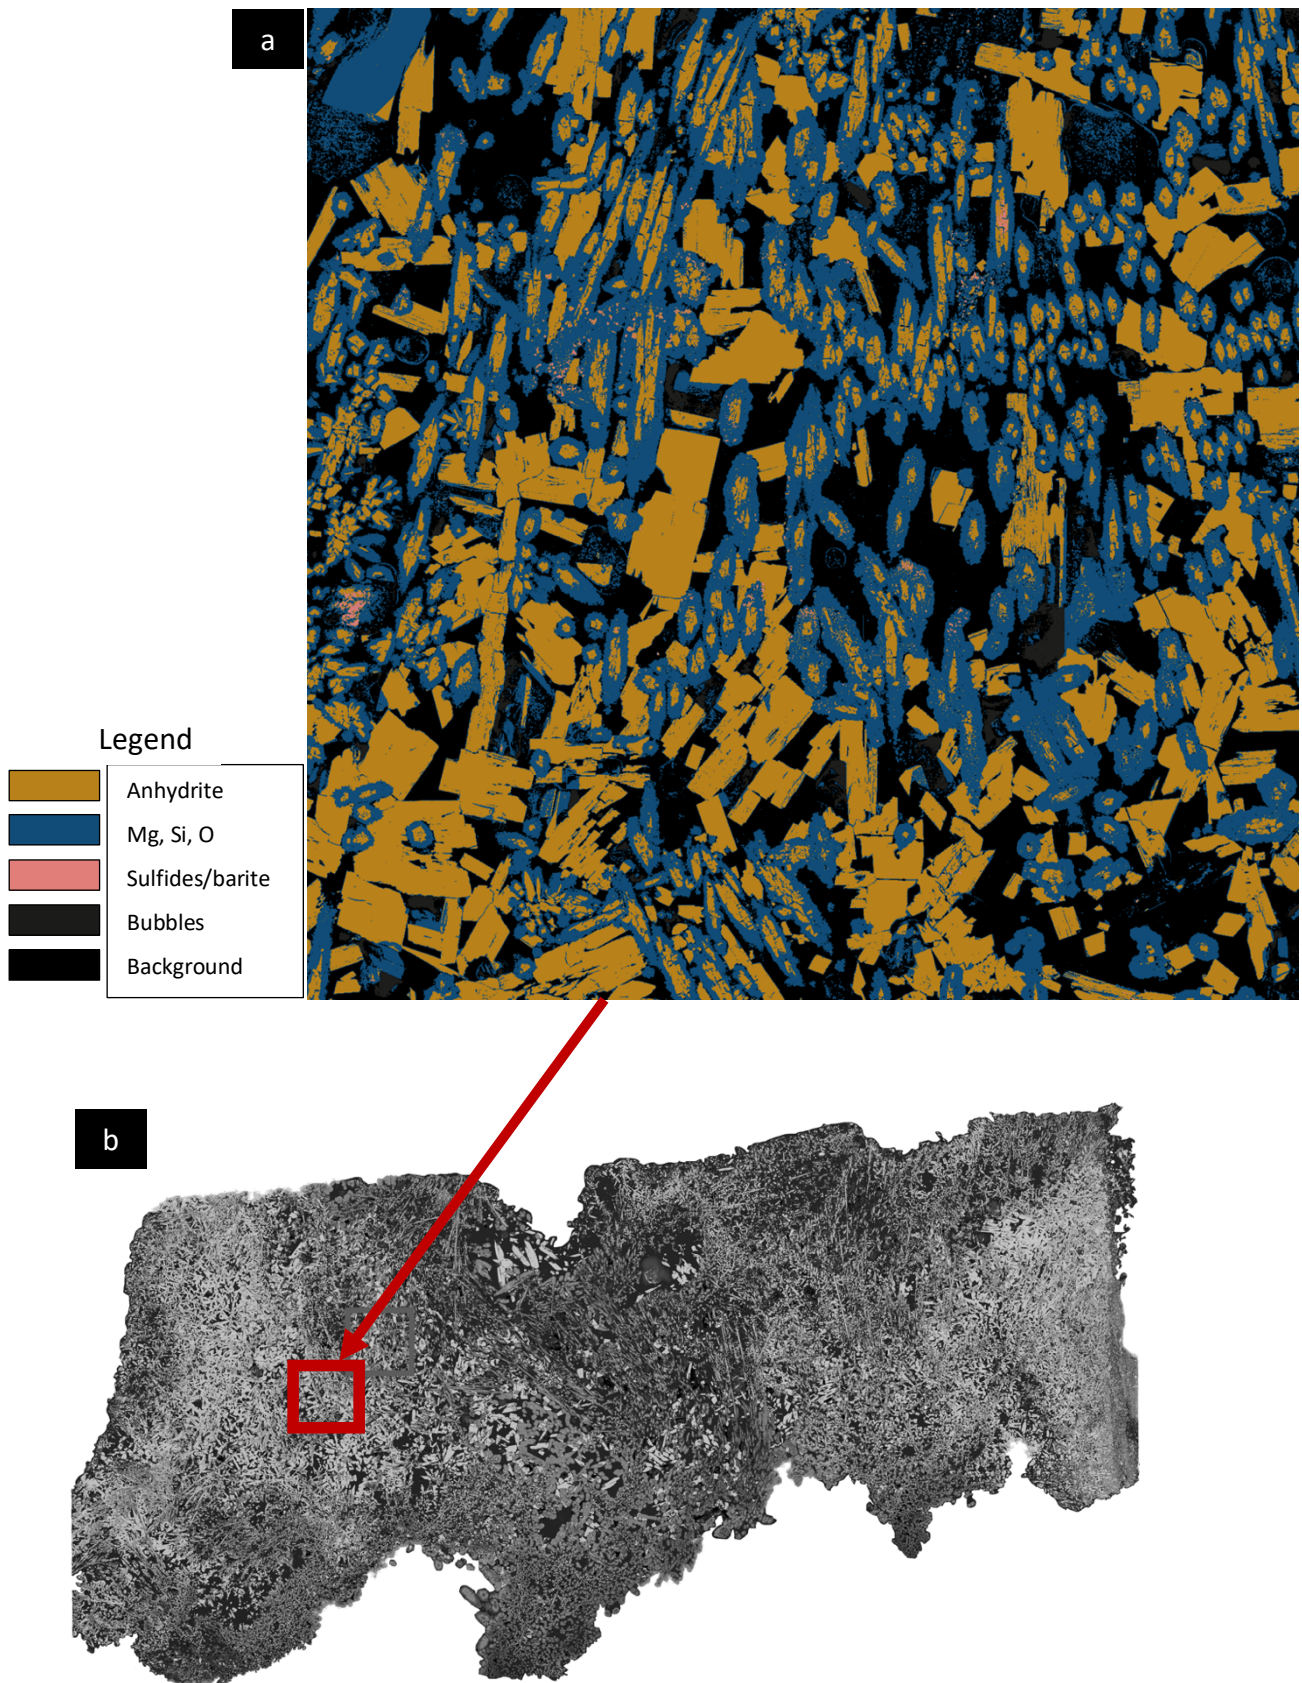 a
Legend
Anhydrite
Mg, Si, O
Sulfides/barite
Bubbles
Background
b